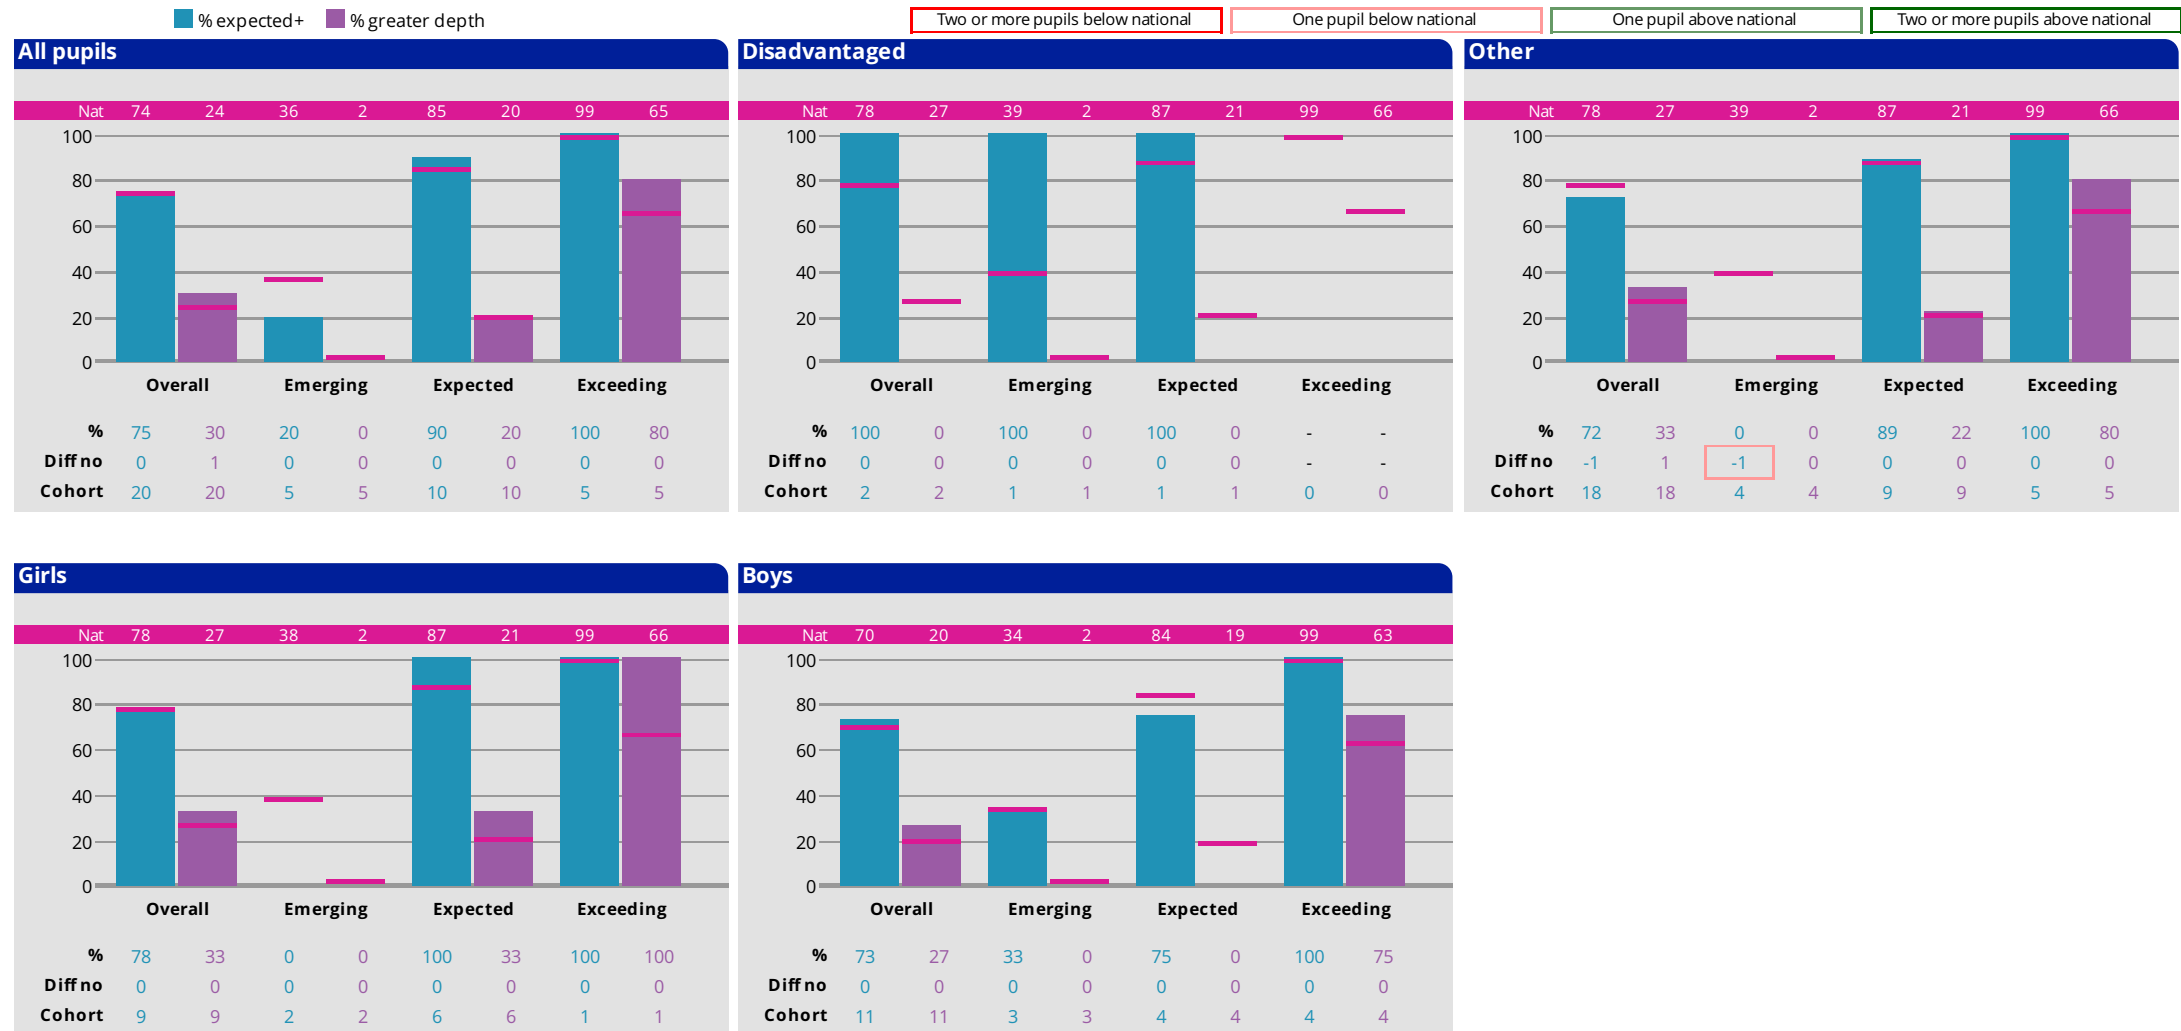 % expected+ % greater depth
Two or more pupils below national One pupil below national One pupil above national Two or more pupils above national
All pupils
Nat 74 24 36 2 85 20 99 65
100
80
60
40
20
0
Overall Emerging Expected Exceeding
% 75 30 20 0 90 20 100 80
Diff no 0 1 0 0 0 0 0 0
Cohort 20 20 5 5 10 10 5 5
Disadvantaged
Nat 78 27 39 2 87 21 99 66
100
80
60
40
20
0
Overall Emerging Expected Exceeding
% 100 0 100 0 100 0 - -
Diff no 0 0 0 0 0 0 - -
Cohort 2 2 1 1 1 1 0 0
Other
Nat 78 27 39 2 87 21 99 66
100
80
60
40
20
0
Overall Emerging Expected Exceeding
% 72 33 0 0 89 22 100 80
Diff no -1 1 -1 0 0 0 0 0
Cohort 18 18 4 4 9 9 5 5
Girls
Nat 78 27 38 2 87 21 99 66
100
80
60
40
20
0
Overall Emerging Expected Exceeding
% 78 33 0 0 100 33 100 100
Diff no 0 0 0 0 0 0 0 0
Cohort 9 9 2 2 6 6 1 1
Boys
Nat 70 20 34 2 84 19 99 63
100
80
60
40
20
0
Overall Emerging Expected Exceeding
% 73 27 33 0 75 0 100 75
Diff no 0 0 0 0 0 0 0 0
Cohort 11 11 3 3 4 4 4 4